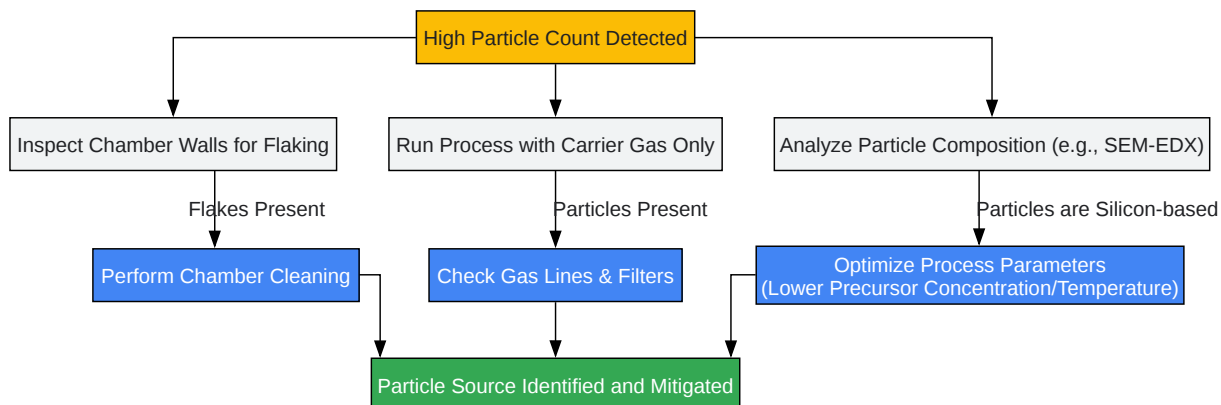 High Particle Count Detected
Inspect Chamber Walls for Flaking
Run Process with Carrier Gas Only
Analyze Particle Composition (e.g., SEM-EDX)
Flakes Present
Particles Present
Particles are Silicon-based
Perform Chamber Cleaning
Check Gas Lines & Filters
Optimize Process Parameters
(Lower Precursor Concentration/Temperature)
Particle Source Identified and Mitigated